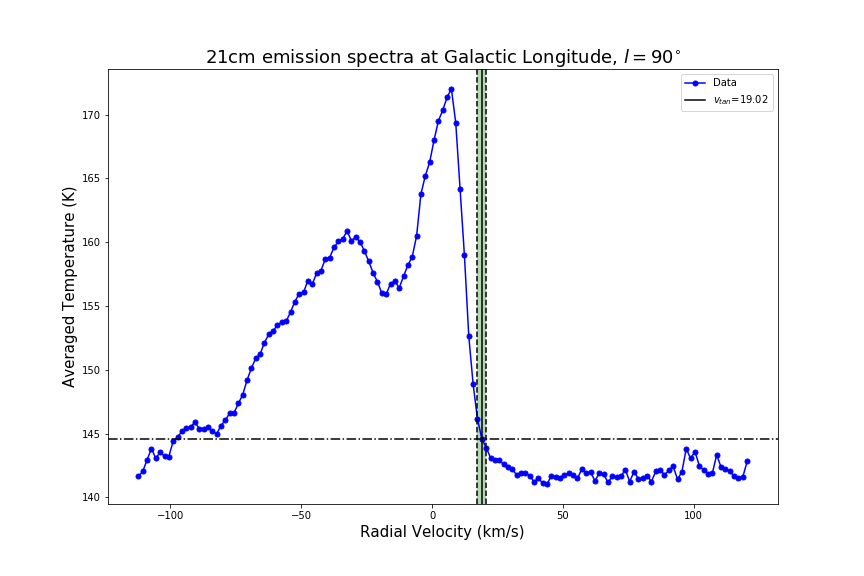 21cm emission spectra at Galactic Longitude, l = 90°
Data
v_tan=19.02
Averaged Temperature (K)
170
165
160
155
150
145
140
−100
−50
0
50
100
Radial Velocity (km/s)